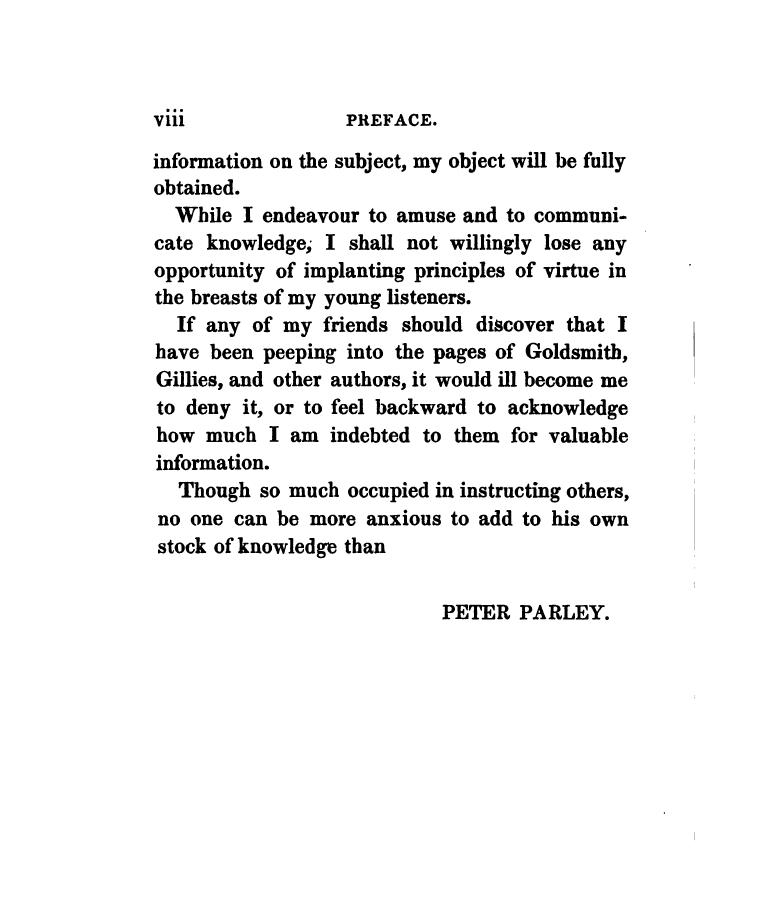 viii PREFACE.
information on the subject, my object will be fully
obtained.
While I endeavour to amuse and to communi-
cate knowledge, I shall not willingly lose any
opportunity of implanting principles of virtue in
the breasts of my young listeners.
If any of my friends should discover that I
have been peeping into the pages of Goldsmith,
Gillies, and other authors, it would ill become me
to deny it, or to feel backward to acknowledge
how much I am indebted to them for valuable
information.
Though so much occupied in instructing others,
no one can be more anxious to add to his own
stock of knowledge than
PETER PARLEY.